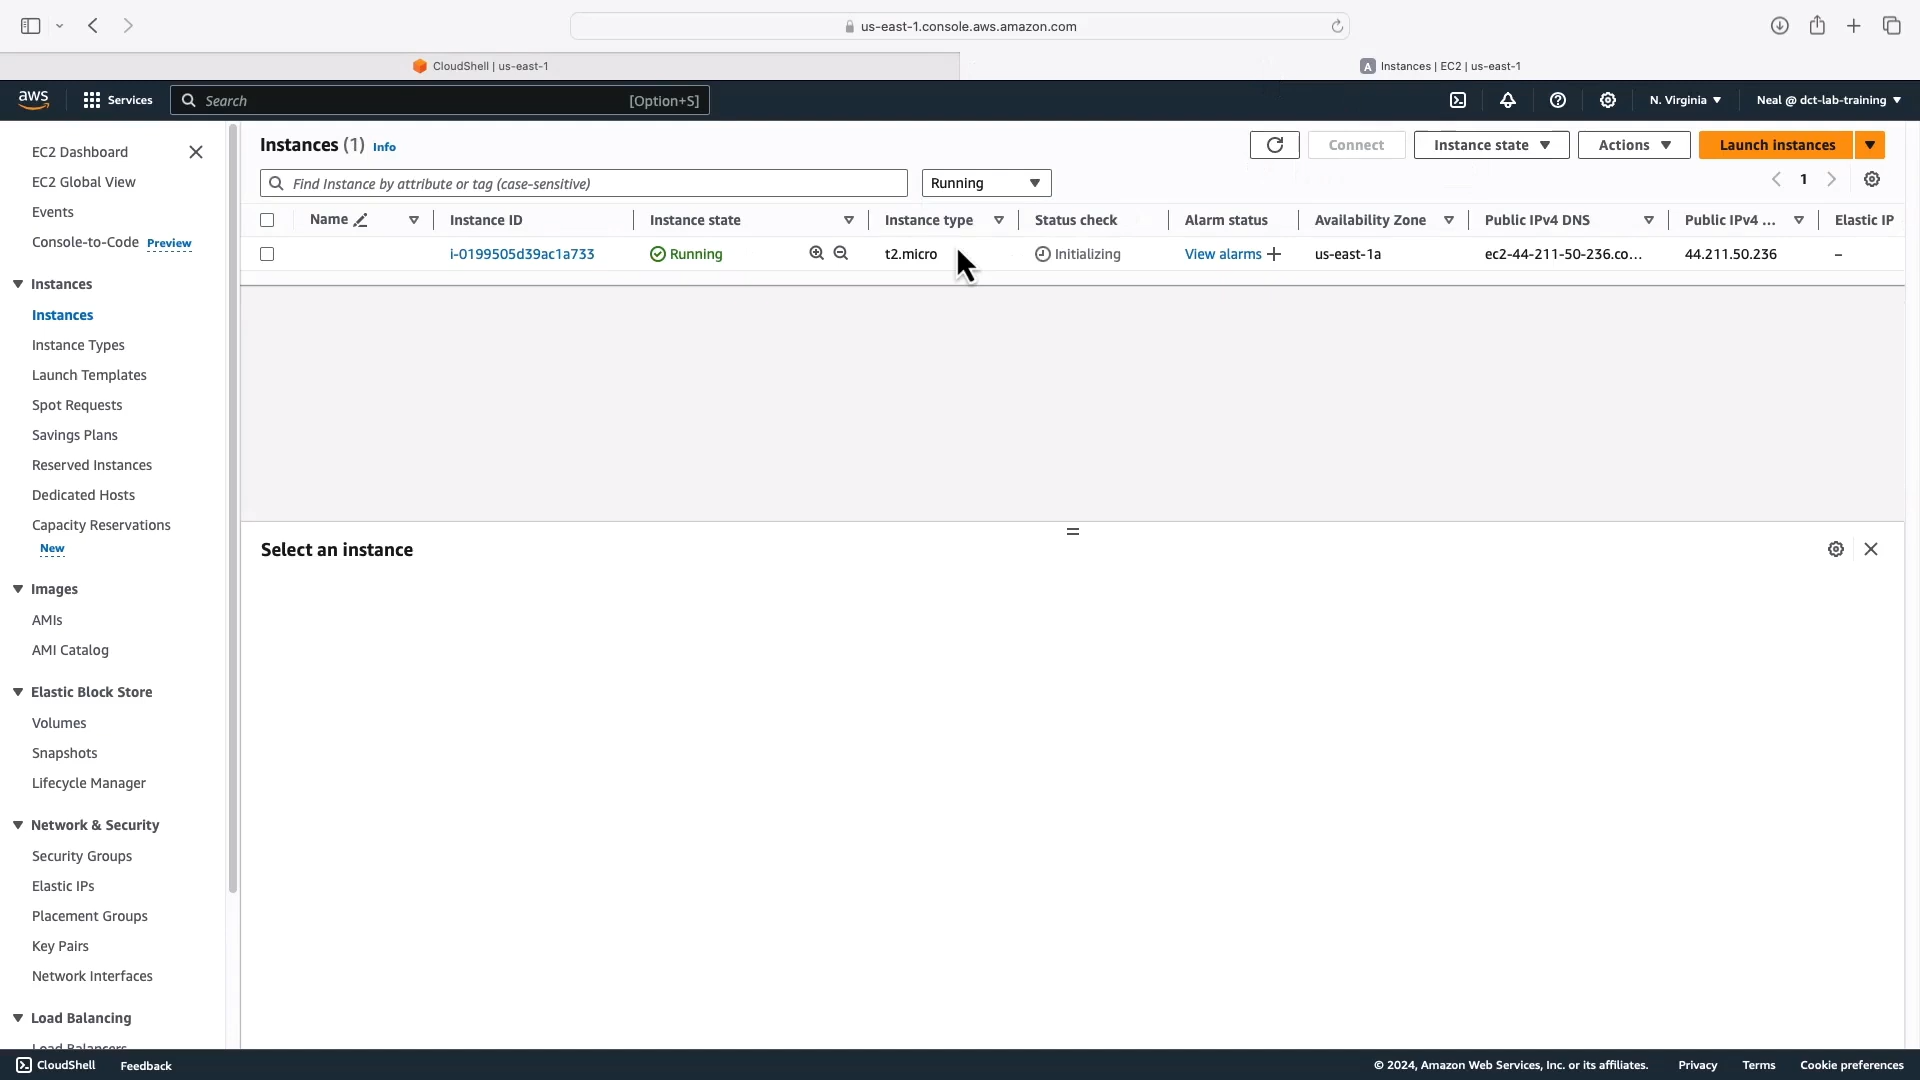 us-east-1.console.aws.amazon.com
CloudShell | us-east-1
A Instances | EC2 | us-east-1
aws Services Search [Option+S] N. Virginia Neal @ dct-lab-training
EC2 Dashboard
EC2 Global View
Events
Console-to-Code Preview
Instances
Instances
Instance Types
Launch Templates
Spot Requests
Savings Plans
Reserved Instances
Dedicated Hosts
Capacity Reservations
New
Images
AMIs
AMI Catalog
Elastic Block Store
Volumes
Snapshots
Lifecycle Manager
Network & Security
Security Groups
Elastic IPs
Placement Groups
Key Pairs
Network Interfaces
Load Balancing
Load Balancers
Instances (1) Info Connect Instance state Actions Launch instances
Find Instance by attribute or tag (case-sensitive) Running 1
Name Instance ID Instance state Instance type Status check Alarm status Availability Zone Public IPv4 DNS Public IPv4 ... Elastic IP
i-0199505d39ac1a733 Running t2.micro Initializing View alarms + us-east-1a ec2-44-211-50-236.co... 44.211.50.236 –
Select an instance
CloudShell Feedback © 2024, Amazon Web Services, Inc. or its affiliates. Privacy Terms Cookie preferences